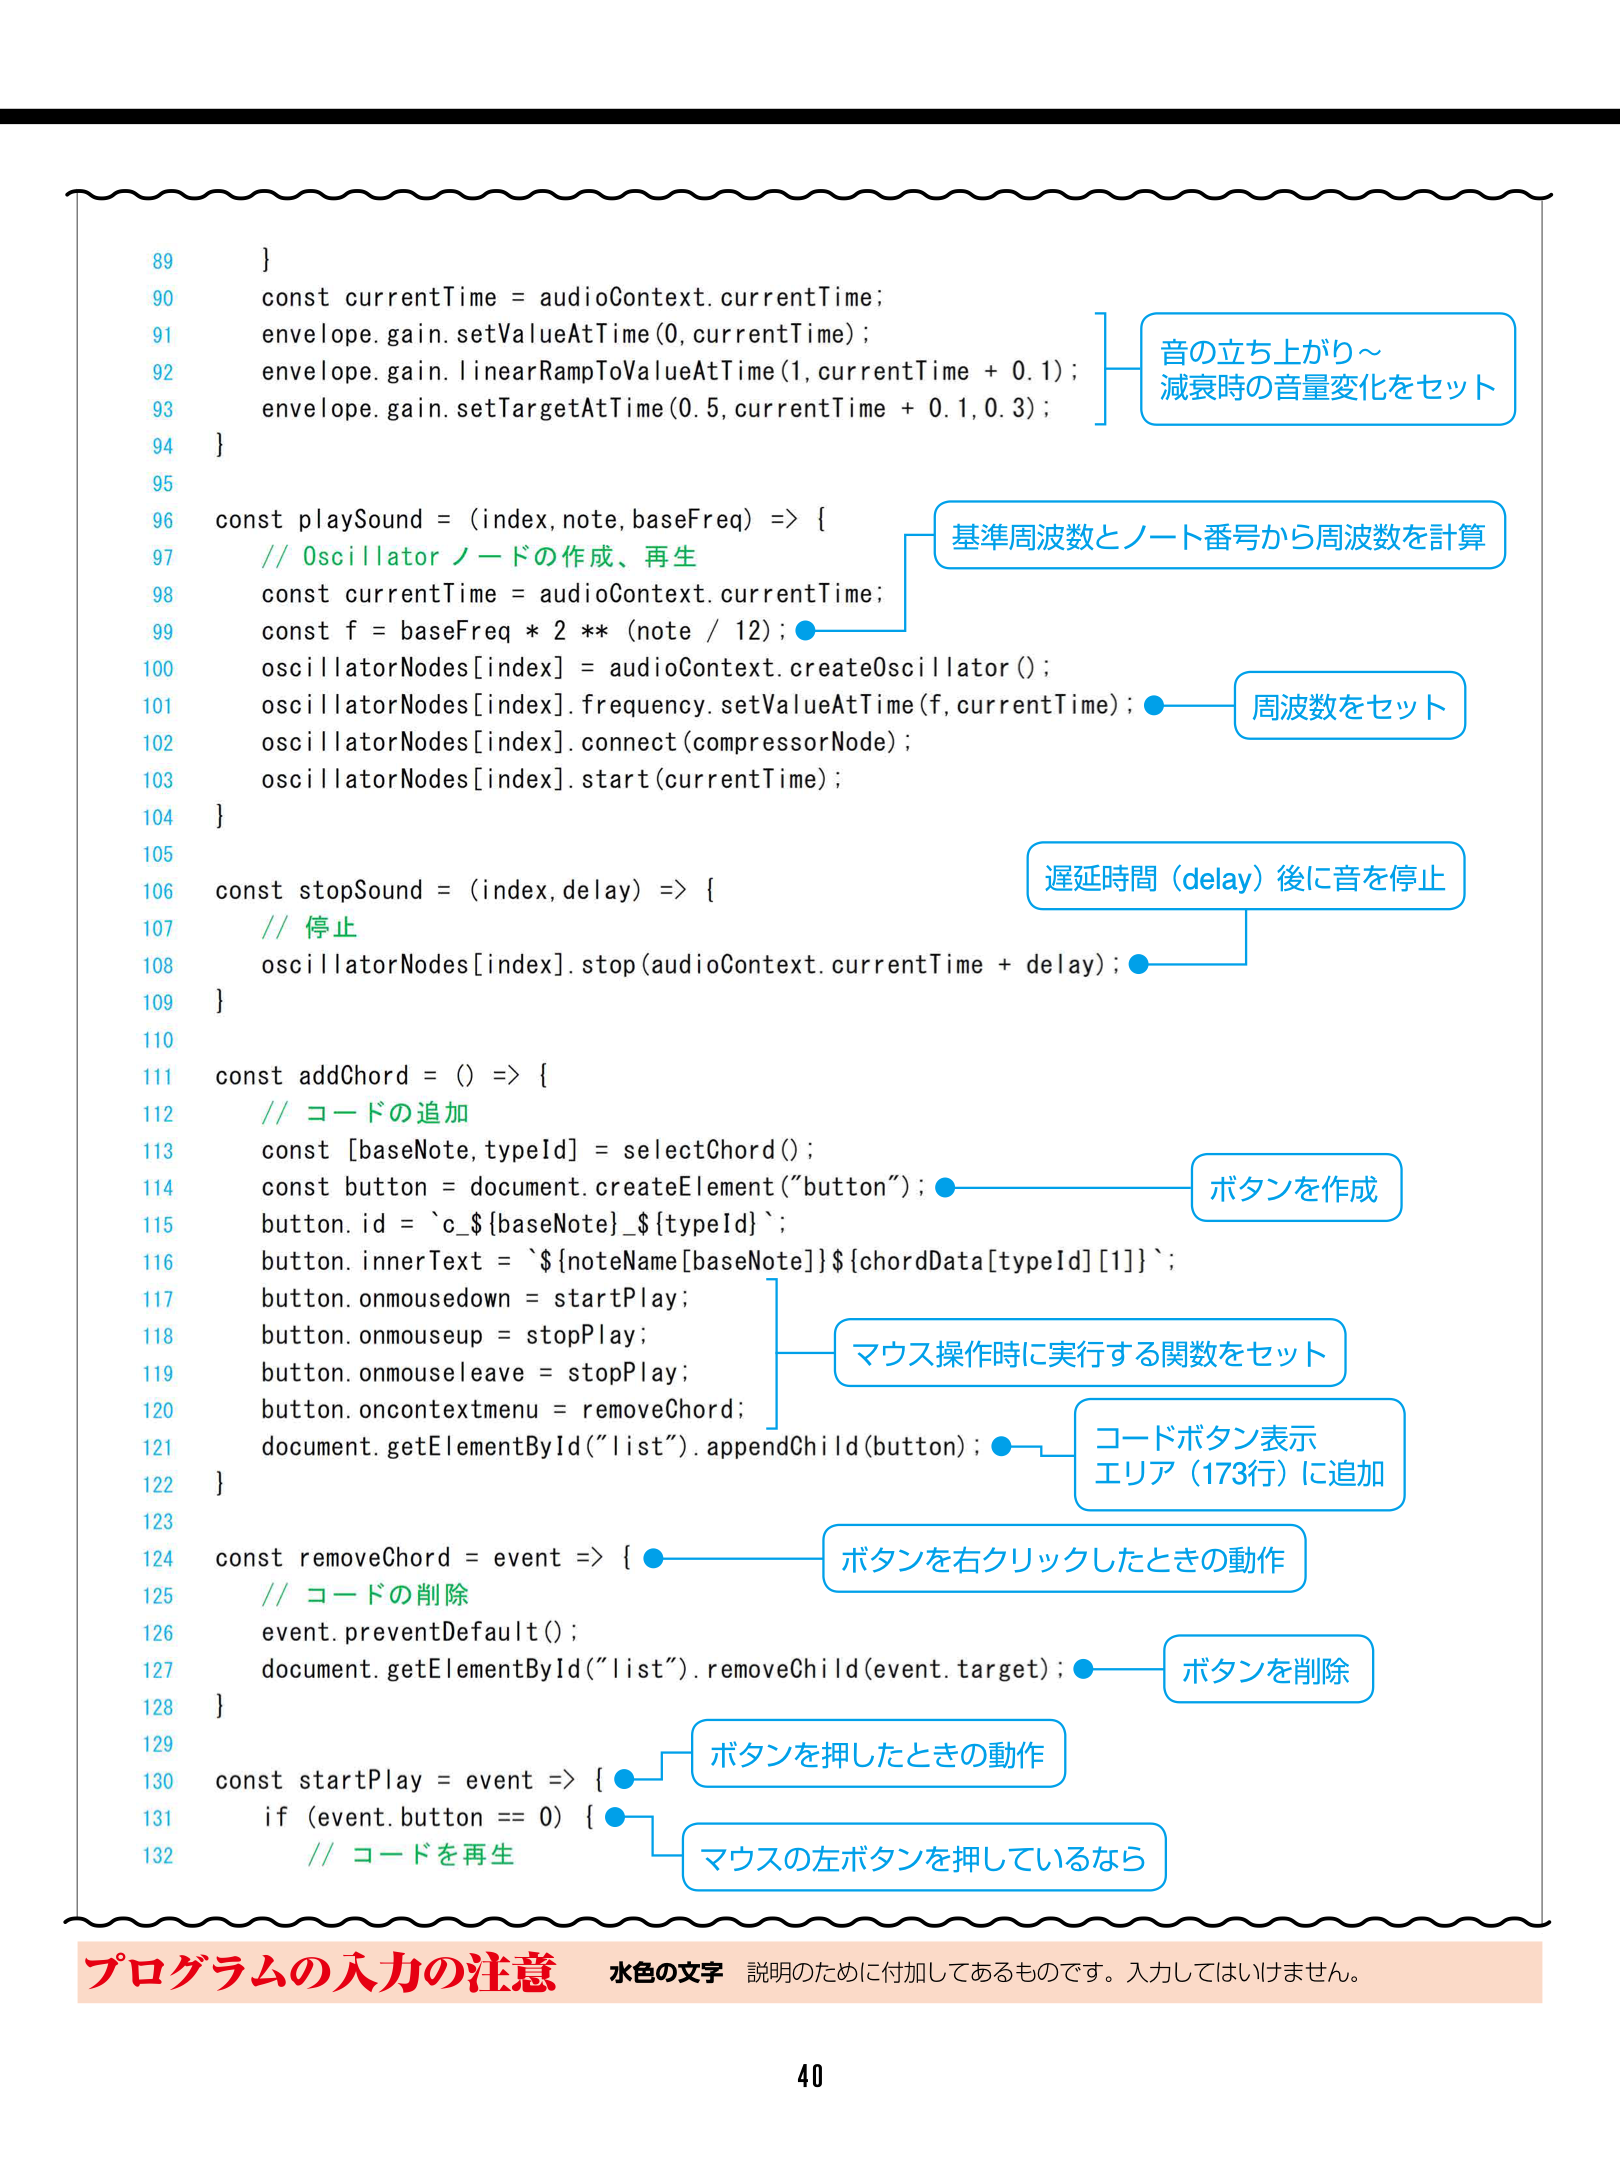 89 }
90 const currentTime = audioContext.currentTime;
91 envelope.gain.setValueAtTime(0,currentTime);
92 envelope.gain.linearRampToValueAtTime(1,currentTime + 0.1);
93 envelope.gain.setTargetAtTime(0.5,currentTime + 0.1,0.3);
音の立ち上がり～
減衰時の音量変化をセット
94 }
95
96 const playSound = (index,note,baseFreq) => {
97 // Oscillator ノードの作成、再生
98 const currentTime = audioContext.currentTime;
99 const f = baseFreq * 2 ** (note / 12);
基準周波数とノート番号から周波数を計算
100 oscillatorNodes[index] = audioContext.createOscillator();
101 oscillatorNodes[index].frequency.setValueAtTime(f,currentTime);
周波数をセット
102 oscillatorNodes[index].connect(compressorNode);
103 oscillatorNodes[index].start(currentTime);
104 }
105
106 const stopSound = (index,delay) => {
107 // 停止
108 oscillatorNodes[index].stop(audioContext.currentTime + delay);
遅延時間（delay）後に音を停止
109 }
110
111 const addChord = () => {
112 // コードの追加
113 const [baseNote,typeId] = selectChord();
114 const button = document.createElement("button");
ボタンを作成
115 button.id = `c_${baseNote}_${typeId}`;
116 button.innerText = `${noteName[baseNote]}${chordData[typeId][1]}`;
117 button.onmousedown = startPlay;
118 button.onmouseup = stopPlay;
119 button.onmouseleave = stopPlay;
120 button.oncontextmenu = removeChord;
マウス操作時に実行する関数をセット
121 document.getElementById("list").appendChild(button);
コードボタン表示
エリア（173行）に追加
122 }
123
124 const removeChord = event => {
ボタンを右クリックしたときの動作
125 // コードの削除
126 event.preventDefault();
127 document.getElementById("list").removeChild(event.target);
ボタンを削除
128 }
129
130 const startPlay = event => {
ボタンを押したときの動作
131 if (event.button == 0) {
マウスの左ボタンを押しているなら
132 // コードを再生
プログラムの入力の注意 水色の文字 説明のために付加してあるものです。入力してはいけません。
40